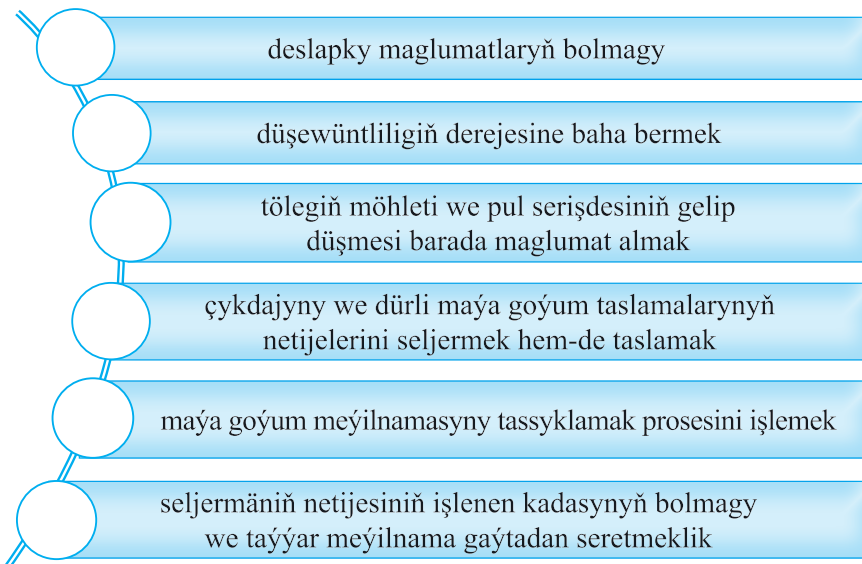 deslapky maglumatlaryň bolmagy
düşewüntliligiň derejesine baha bermek
tölegiň möhleti we pul serişdesiniň gelip
düşmesi barada maglumat almak
çykdajyny we dürli maýa goýum taslamalarynyň
netijelerini seljermek hem-de taslamak
maýa goýum meýilnamasyny tassyklamak prosesini işlemek
seljermäniň netijesiniň işlenen kadasynyň bolmagy
we taýýar meýilnama gaýtadan seretmeklik